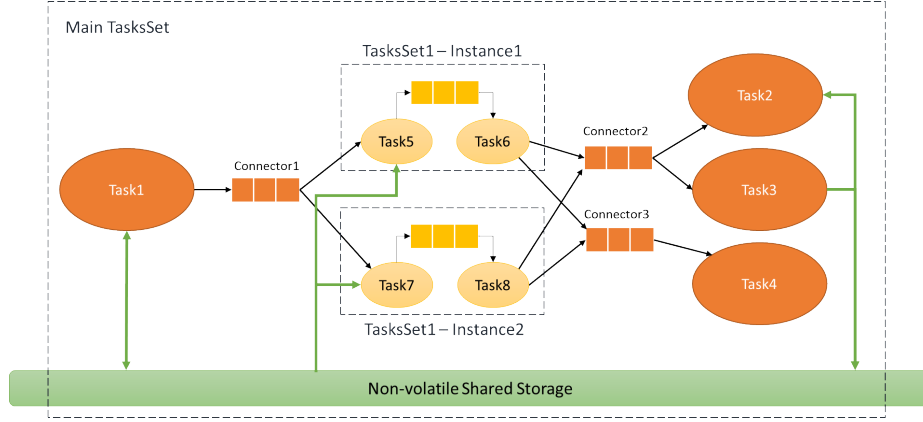 Main TasksSet
TasksSet1 – Instance1
Task5
Task6
Connector1
Task1
Connector2
Task2
Task3
Connector3
Task4
Task7
Task8
TasksSet1 – Instance2
Non-volatile Shared Storage